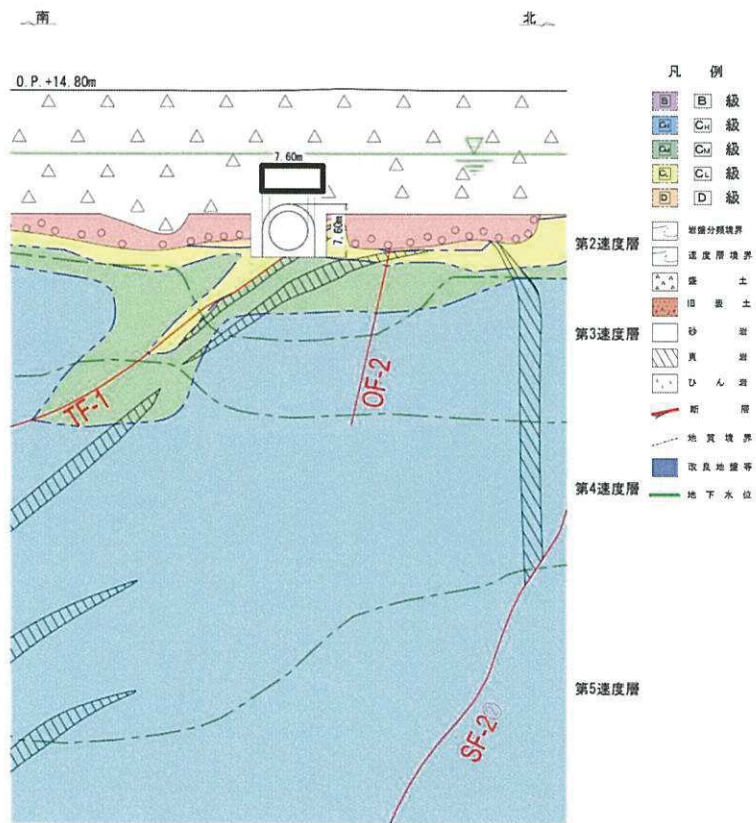 南
北
O.P.+14.80m
7.60m
7.60m
TF-1
OF-2
SF-2②
第2速度層
第3速度層
第4速度層
第5速度層
凡 例
B B 級
CH CH 級
CM CM 級
CL CL 級
D D 級
岩盤分類境界
速度層境界
盛 土
旧 表 土
砂 岩
頁 岩
ひ ん 岩
断 層
地 質 境 界
改 良 地 盤 等
地 下 水 位